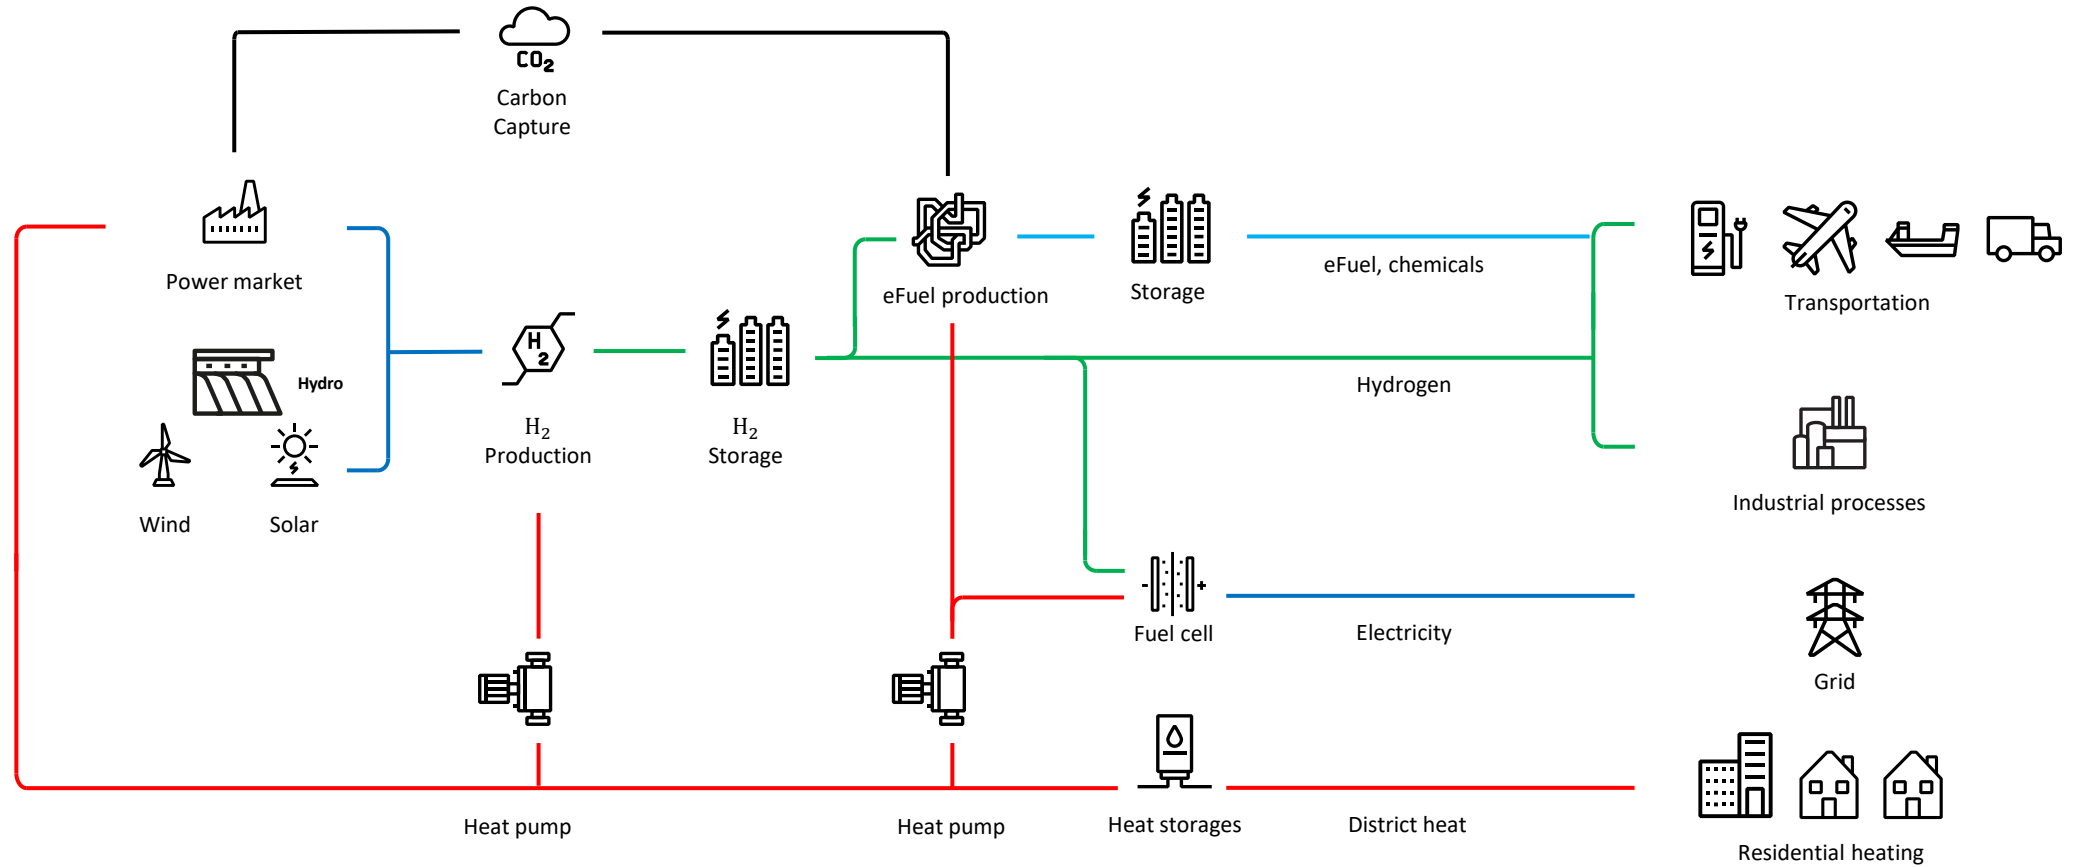 CO₂
Carbon
Capture
Power market
eFuel production
Storage
eFuel, chemicals
Transportation
H
2
Hydro
Hydrogen
H₂
Production
H₂
Storage
Industrial processes
Wind
Solar
- +
Fuel cell
Electricity
Grid
Heat pump
Heat pump
Heat storages
District heat
Residential heating